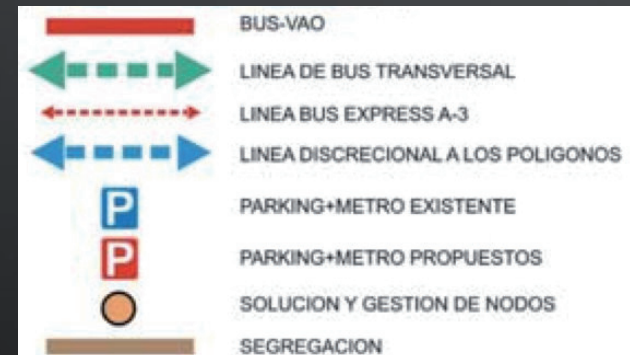 BUS-VAO
LINEA DE BUS TRANSVERSAL
LINEA BUS EXPRESS A-3
LINEA DISCRECIONAL A LOS POLIGONOS
P PARKING+METRO EXISTENTE
P PARKING+METRO PROPUESTOS
SOLUCION Y GESTION DE NODOS
SEGREGACION